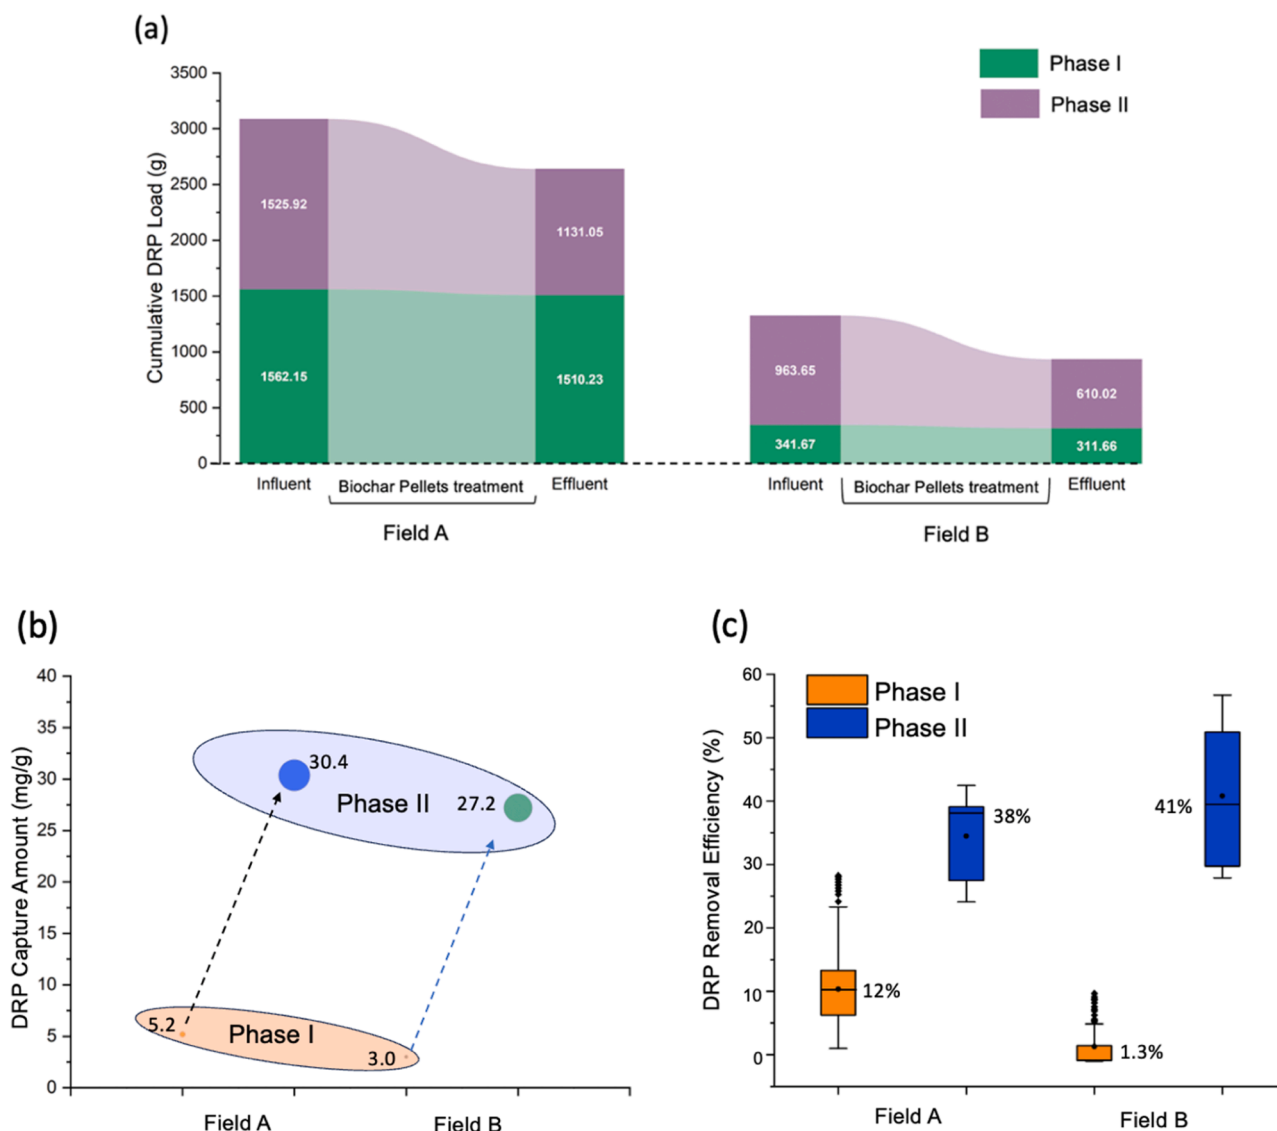 (a)
Phase I
Phase II
Cumulative DRP Load (g)
3500
3000
2500
2000
1500
1000
500
0
1525.92
1562.15
1131.05
1510.23
963.65
341.67
610.02
311.66
Influent
Biochar Pellets treatment
Effluent
Influent
Biochar Pellets treatment
Effluent
Field A
Field B
(b)
DRP Capture Amount (mg/g)
40
35
30
25
20
15
10
5
0
30.4
Phase II
27.2
5.2
Phase I
3.0
Field A
Field B
(c)
DRP Removal Efficiency (%)
60
50
40
30
20
10
0
Phase I
Phase II
12%
38%
1.3%
41%
Field A
Field B